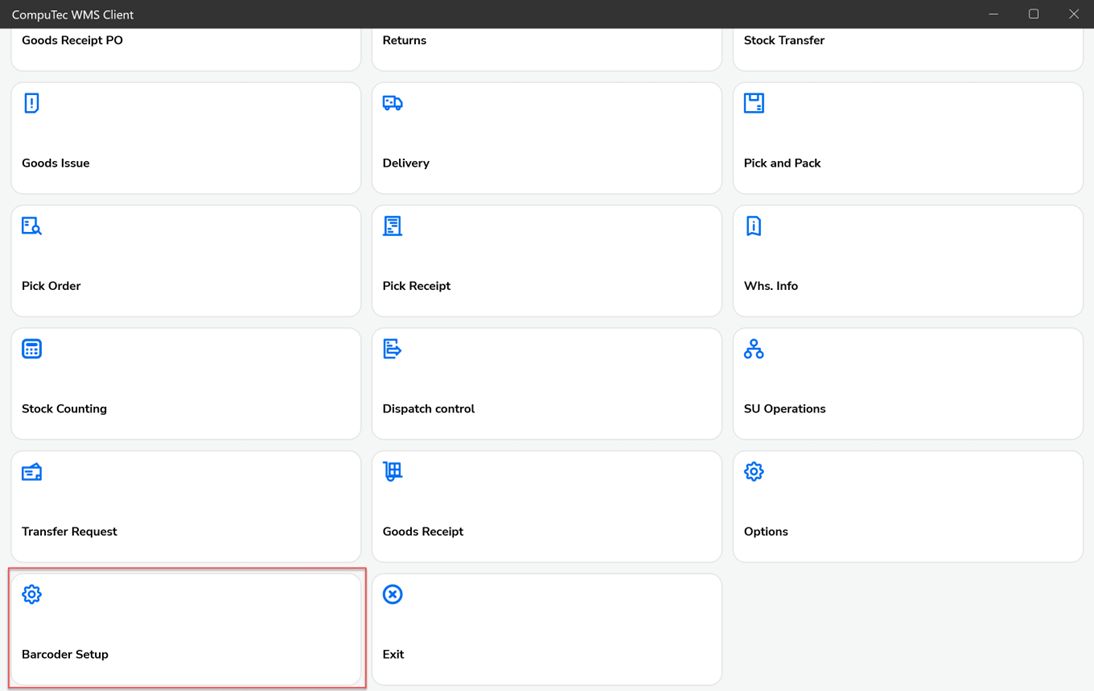 CompuTec WMS Client
Goods Receipt PO
Returns
Stock Transfer
Goods Issue
Delivery
Pick and Pack
Pick Order
Pick Receipt
Whs. Info
Stock Counting
Dispatch control
SU Operations
Transfer Request
Goods Receipt
Options
Barcoder Setup
Exit